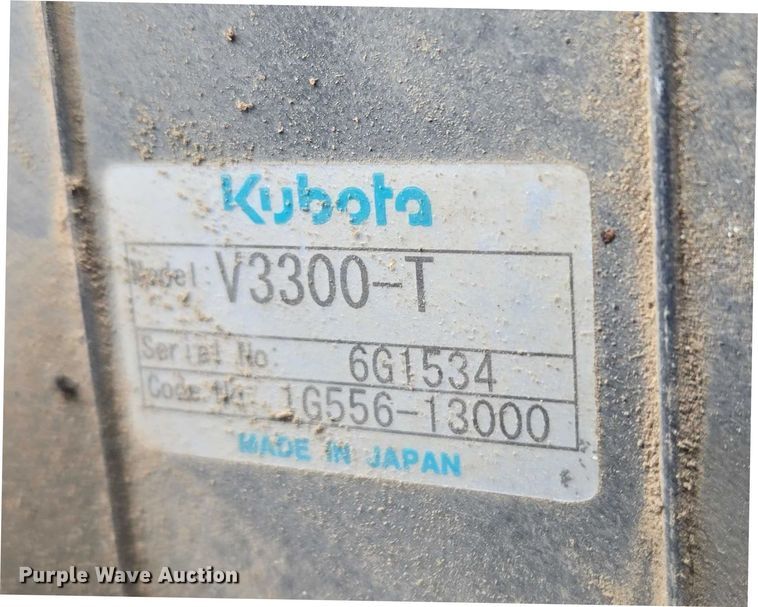 Kubota
Model: V3300-T
Serial No: 6G1534
Code No: 1G556-13000
MADE IN JAPAN
Purple Wave Auction